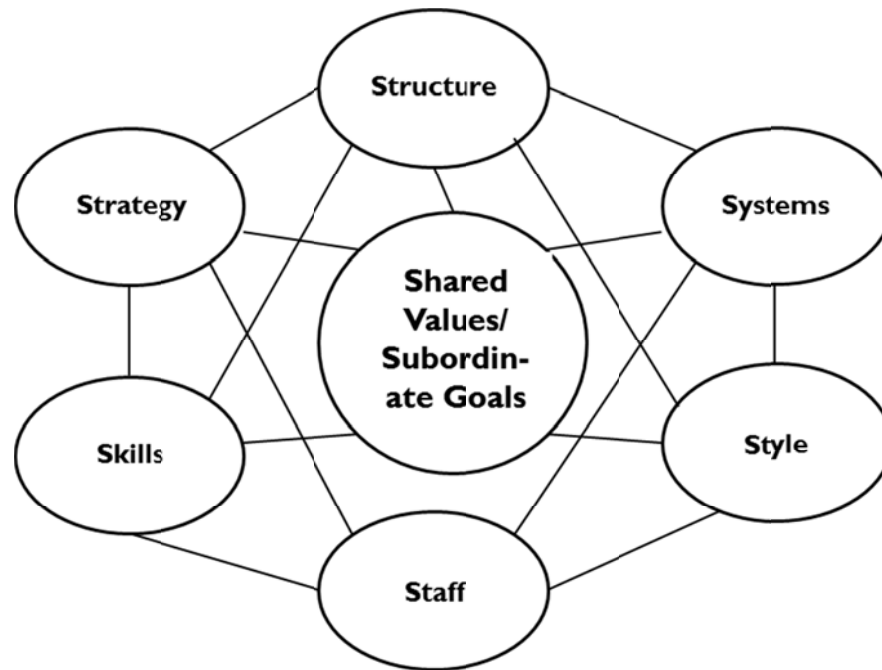 Structure
Strategy
Systems
Shared
Values/
Subordin-
ate Goals
Skills
Style
Staff